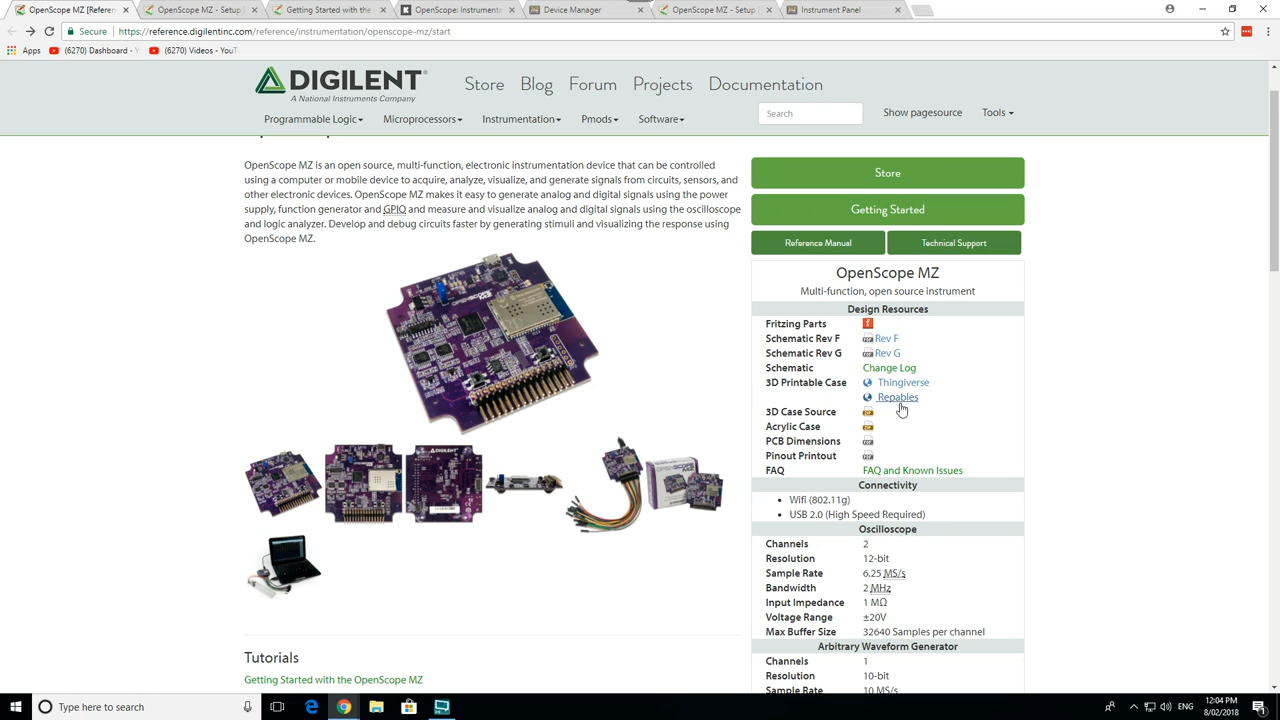 OpenScope MZ [Referen
OpenScope MZ - Setup
Getting Started with the
OpenScope: Instrumenta
Device Manager
OpenScope MZ - Setup
Instrument Panel
Secure
https://reference.digilentinc.com/reference/instrumentation/openscope-mz/start
Apps
(6270) Dashboard -
(6270) Videos - YouT
DIGILENT
A National Instruments Company
Store
Blog
Forum
Projects
Documentation
Programmable Logic
Microprocessors
Instrumentation
Pmods
Software
Search
Show pagesource
Tools
OpenScope MZ is an open source, multi-function, electronic instrumentation device that can be controlled
using a computer or mobile device to acquire, analyze, visualize, and generate signals from circuits, sensors, and
other electronic devices. OpenScope MZ makes it easy to generate analog and digital signals using the power
supply, function generator and GPIO and measure and visualize analog and digital signals using the oscilloscope
and logic analyzer. Develop and debug circuits faster by generating stimuli and visualizing the response using
OpenScope MZ.
Store
Getting Started
Reference Manual
Technical Support
OpenScope MZ
Multi-function, open source instrument
Design Resources
Fritzing Parts
Schematic Rev F Rev F
Schematic Rev G Rev G
Schematic Change Log
3D Printable Case Thingiverse
Repables
3D Case Source
Acrylic Case
PCB Dimensions
Pinout Printout
FAQ FAQ and Known Issues
Connectivity
Wifi (802.11g)
USB 2.0 (High Speed Required)
Oscilloscope
Channels 2
Resolution 12-bit
Sample Rate 6.25 MS/s
Bandwidth 2 MHz
Input Impedance 1 MΩ
Voltage Range ±20V
Max Buffer Size 32640 Samples per channel
Arbitrary Waveform Generator
Channels 1
Resolution 10-bit
Sample Rate 10 MS/s
Tutorials
Getting Started with the OpenScope MZ
Type here to search
ENG
12:04 PM
8/02/2018